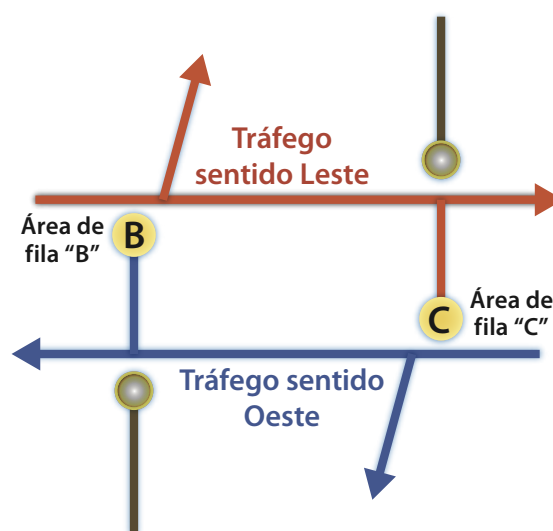 Tráfego
sentido Leste
Área de
fila “B”
B
Área de
fila “C”
C
Tráfego sentido
Oeste